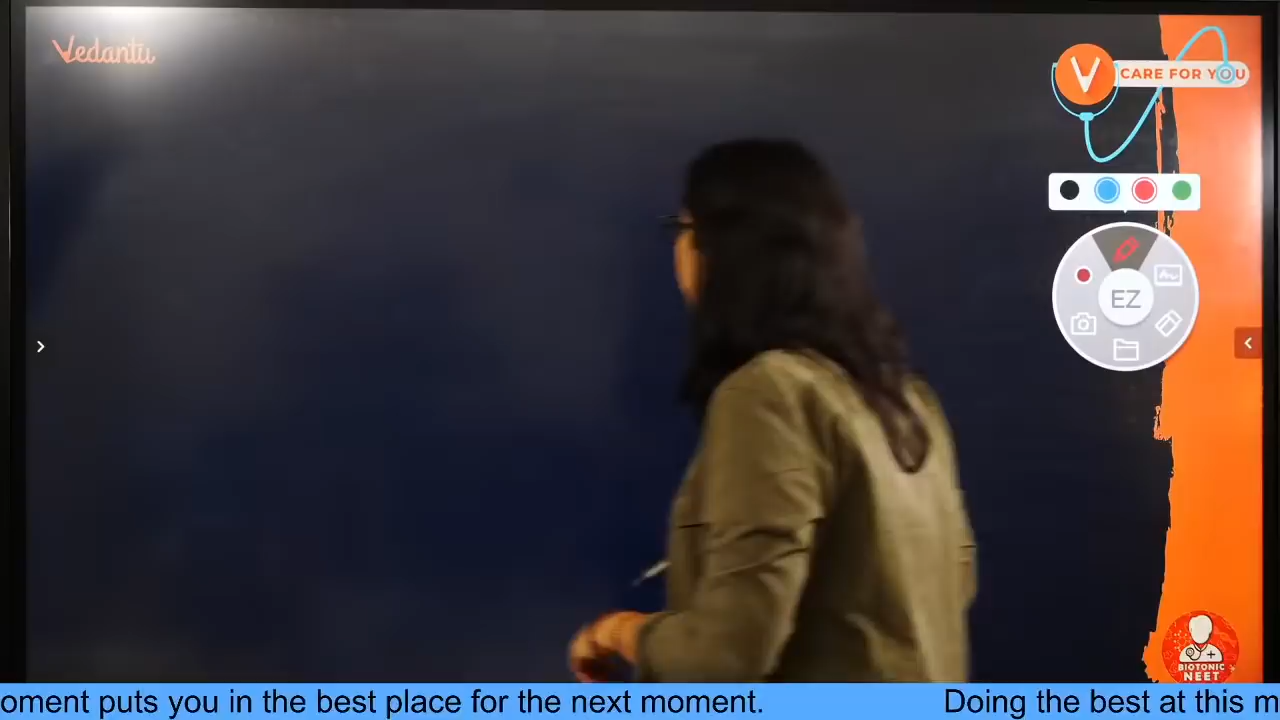 Vedantu
V CARE FOR YOU
EZ
BIOTONIC
NEET
oment puts you in the best place for the next moment. Doing the best at this m